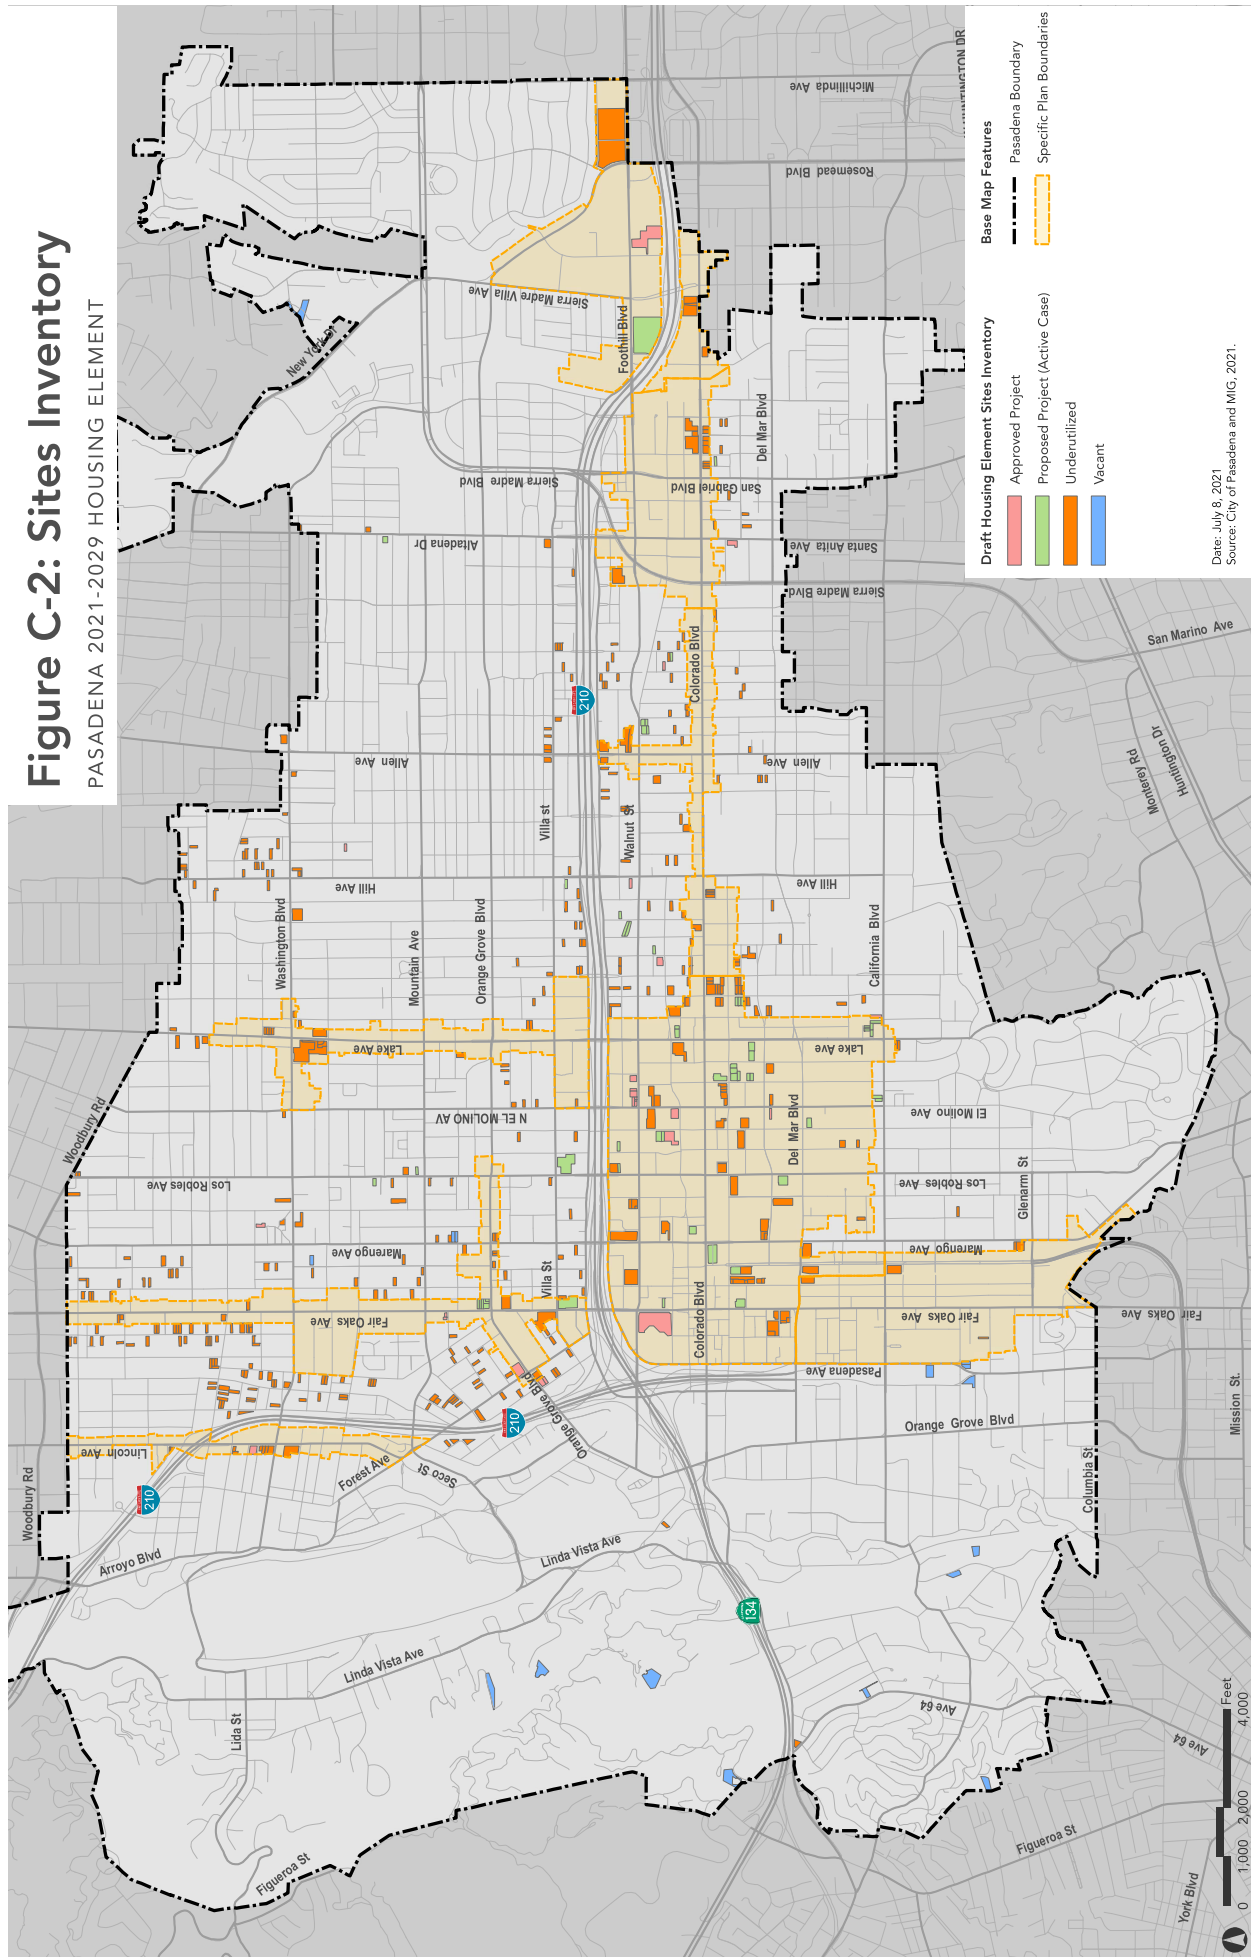 Figure C-2: Sites Inventory
PASADENA 2021-2029 HOUSING ELEMENT
Woodbury Rd
Woodbury Rd
Lincoln Ave
210
Arroyo Blvd
Forest Ave
Seco St
210
Orange Grove Blvd
Orange Grove Blvd
Linda Vista Ave
Linda Vista Ave
Lida St
Figueroa St
134
Ave 64
Ave 64
Figueroa St
York Blvd
Columbia St
Mission St.
Fair Oaks Ave
Fair Oaks Ave
Fair Oaks Ave
Pasadena Ave
Marengo Ave
Marengo Ave
Los Robles Ave
Los Robles Ave
N EL MOLINO AV
El Molino Ave
Glenarm St
Lake Ave
Lake Ave
Villa St
Colorado Blvd
Del Mar Blvd
California Blvd
Washington Blvd
Mountain Ave
Orange Grove Blvd
Hill Ave
Hill Ave
Villa st
Walnut St
Allen Ave
Allen Ave
210
Colorado Blvd
Altadena Dr
Santa Anita Ave
Sierra Madre Blvd
Sierra Madre Blvd
Sierra Madre Blvd
San Gabriel Blvd
Del Mar Blvd
New York Dr
Foothill Blvd
Sierra Madre Villa Ave
Rosemead Blvd
Michillinda Ave
San Marino Ave
Monterey Rd
Huntington Dr
Draft Housing Element Sites Inventory
Approved Project
Proposed Project (Active Case)
Underutilized
Vacant
Base Map Features
Pasadena Boundary
Specific Plan Boundaries
Date: July 8, 2021
Source: City of Pasadena and MIG, 2021.
0 1,000 2,000 4,000
Feet